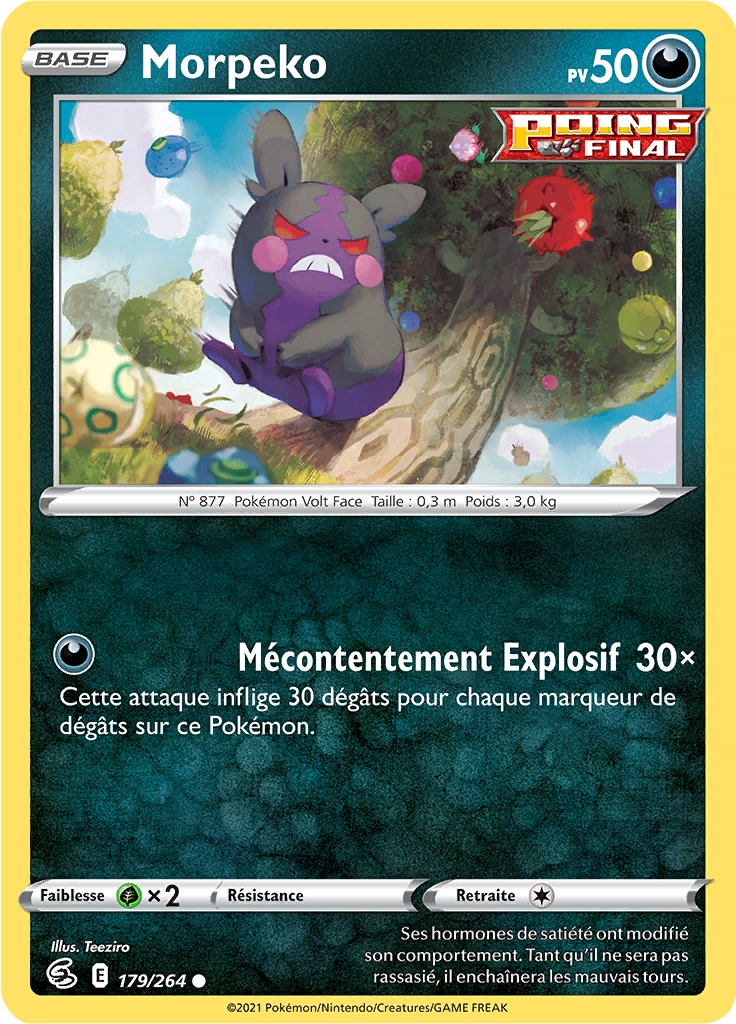 BASE
Morpeko
PV 50
POING
FINAL
N° 877 Pokémon Volt Face Taille : 0,3 m Poids : 3,0 kg
Mécontentement Explosif 30×
Cette attaque inflige 30 dégâts pour chaque marqueur de
dégâts sur ce Pokémon.
Faiblesse ×2 Résistance Retraite
Illus. Teeziro
Ses hormones de satiété ont modifié
son comportement. Tant qu'il ne sera pas
rassasié, il enchaînera les mauvais tours.
E 179/264
©2021 Pokémon/Nintendo/Creatures/GAME FREAK